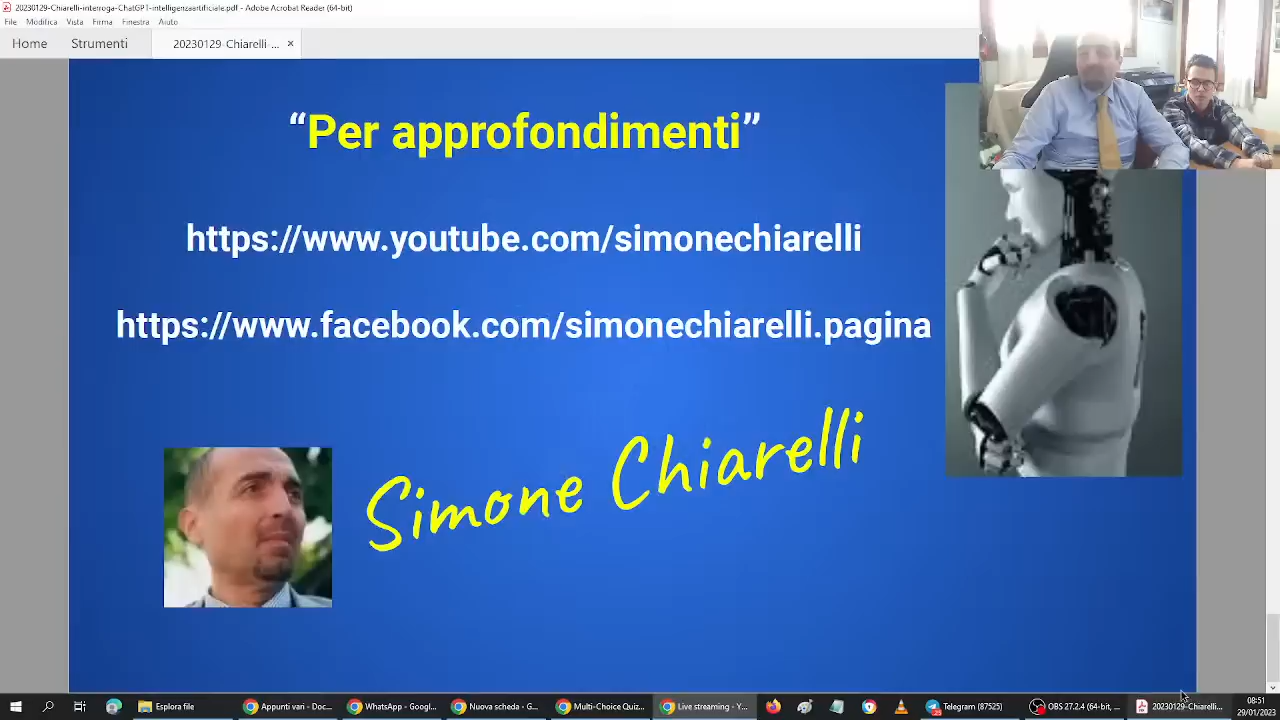 20230129-Chiarelli-interroga-ChatGPT-intelligenzaartificiale.pdf - Adobe Acrobat Reader (64-bit)
File Modifica Vista Firma Finestra Aiuto
Home Strumenti 20230129-Chiarelli-... ×
“Per approfondimenti”
https://www.youtube.com/simonechiarelli
https://www.facebook.com/simonechiarelli.pagina
Simone Chiarelli
Esplora file Appunti vari - Doc... WhatsApp - Googl... Nuova scheda - G... Multi-Choice Quiz... Live streaming - Y... Telegram (87525) OBS 27.2.4 (64-bit, ... 20230129-Chiarelli...
08:51
29/01/2023